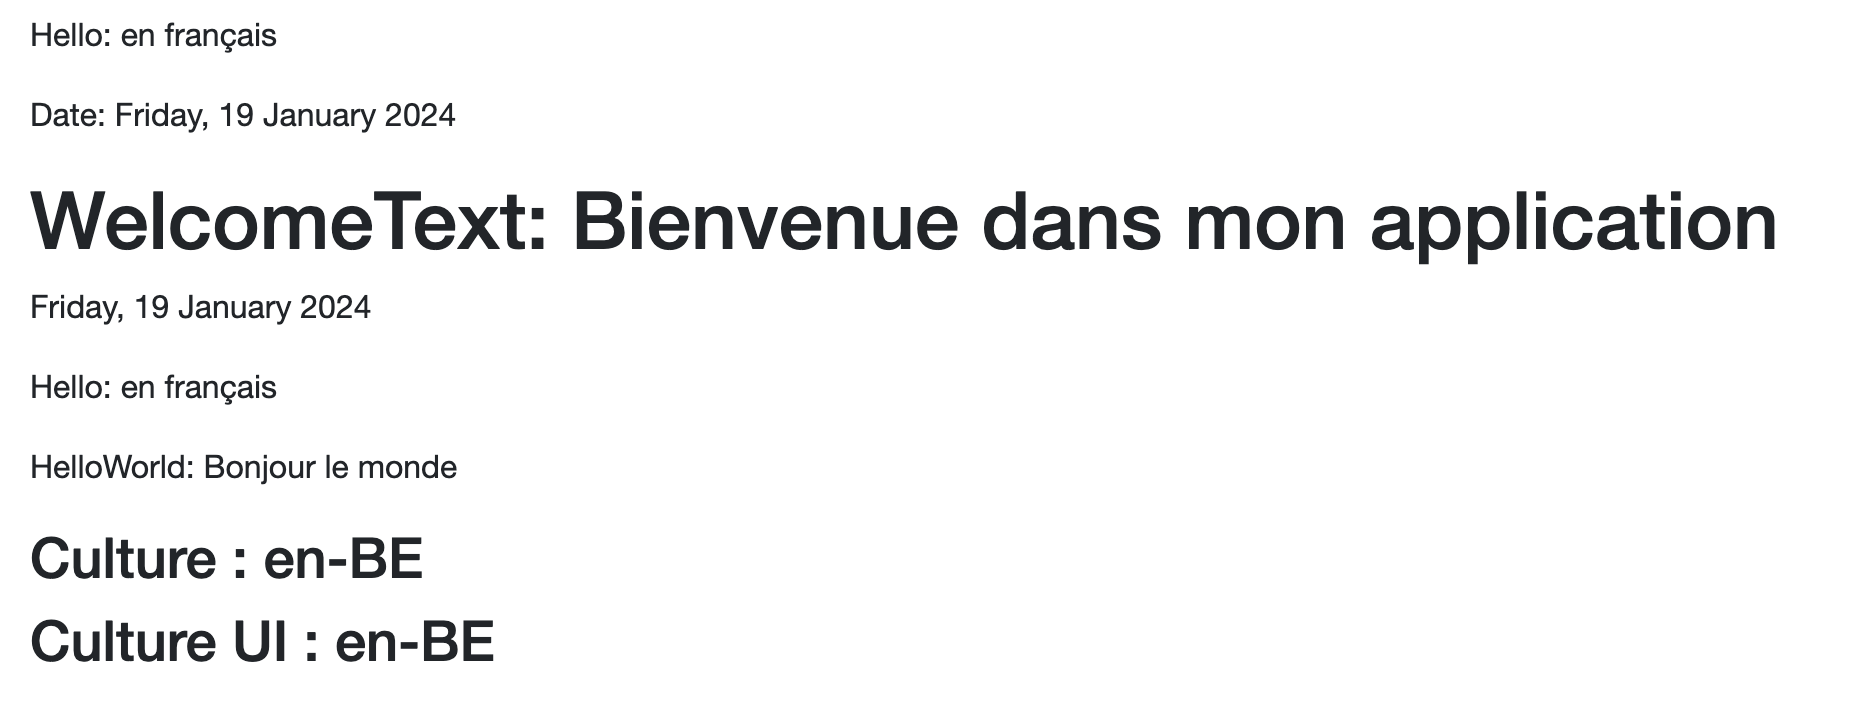 Hello: en français
Date: Friday, 19 January 2024
WelcomeText: Bienvenue dans mon application
Friday, 19 January 2024
Hello: en français
HelloWorld: Bonjour le monde
Culture : en-BE
Culture UI : en-BE